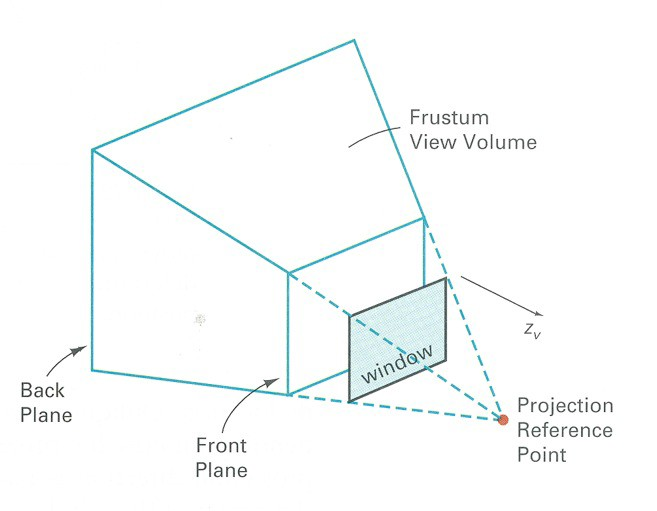 Frustum
View Volume
window
z_v
Back
Plane
Front
Plane
Projection
Reference
Point